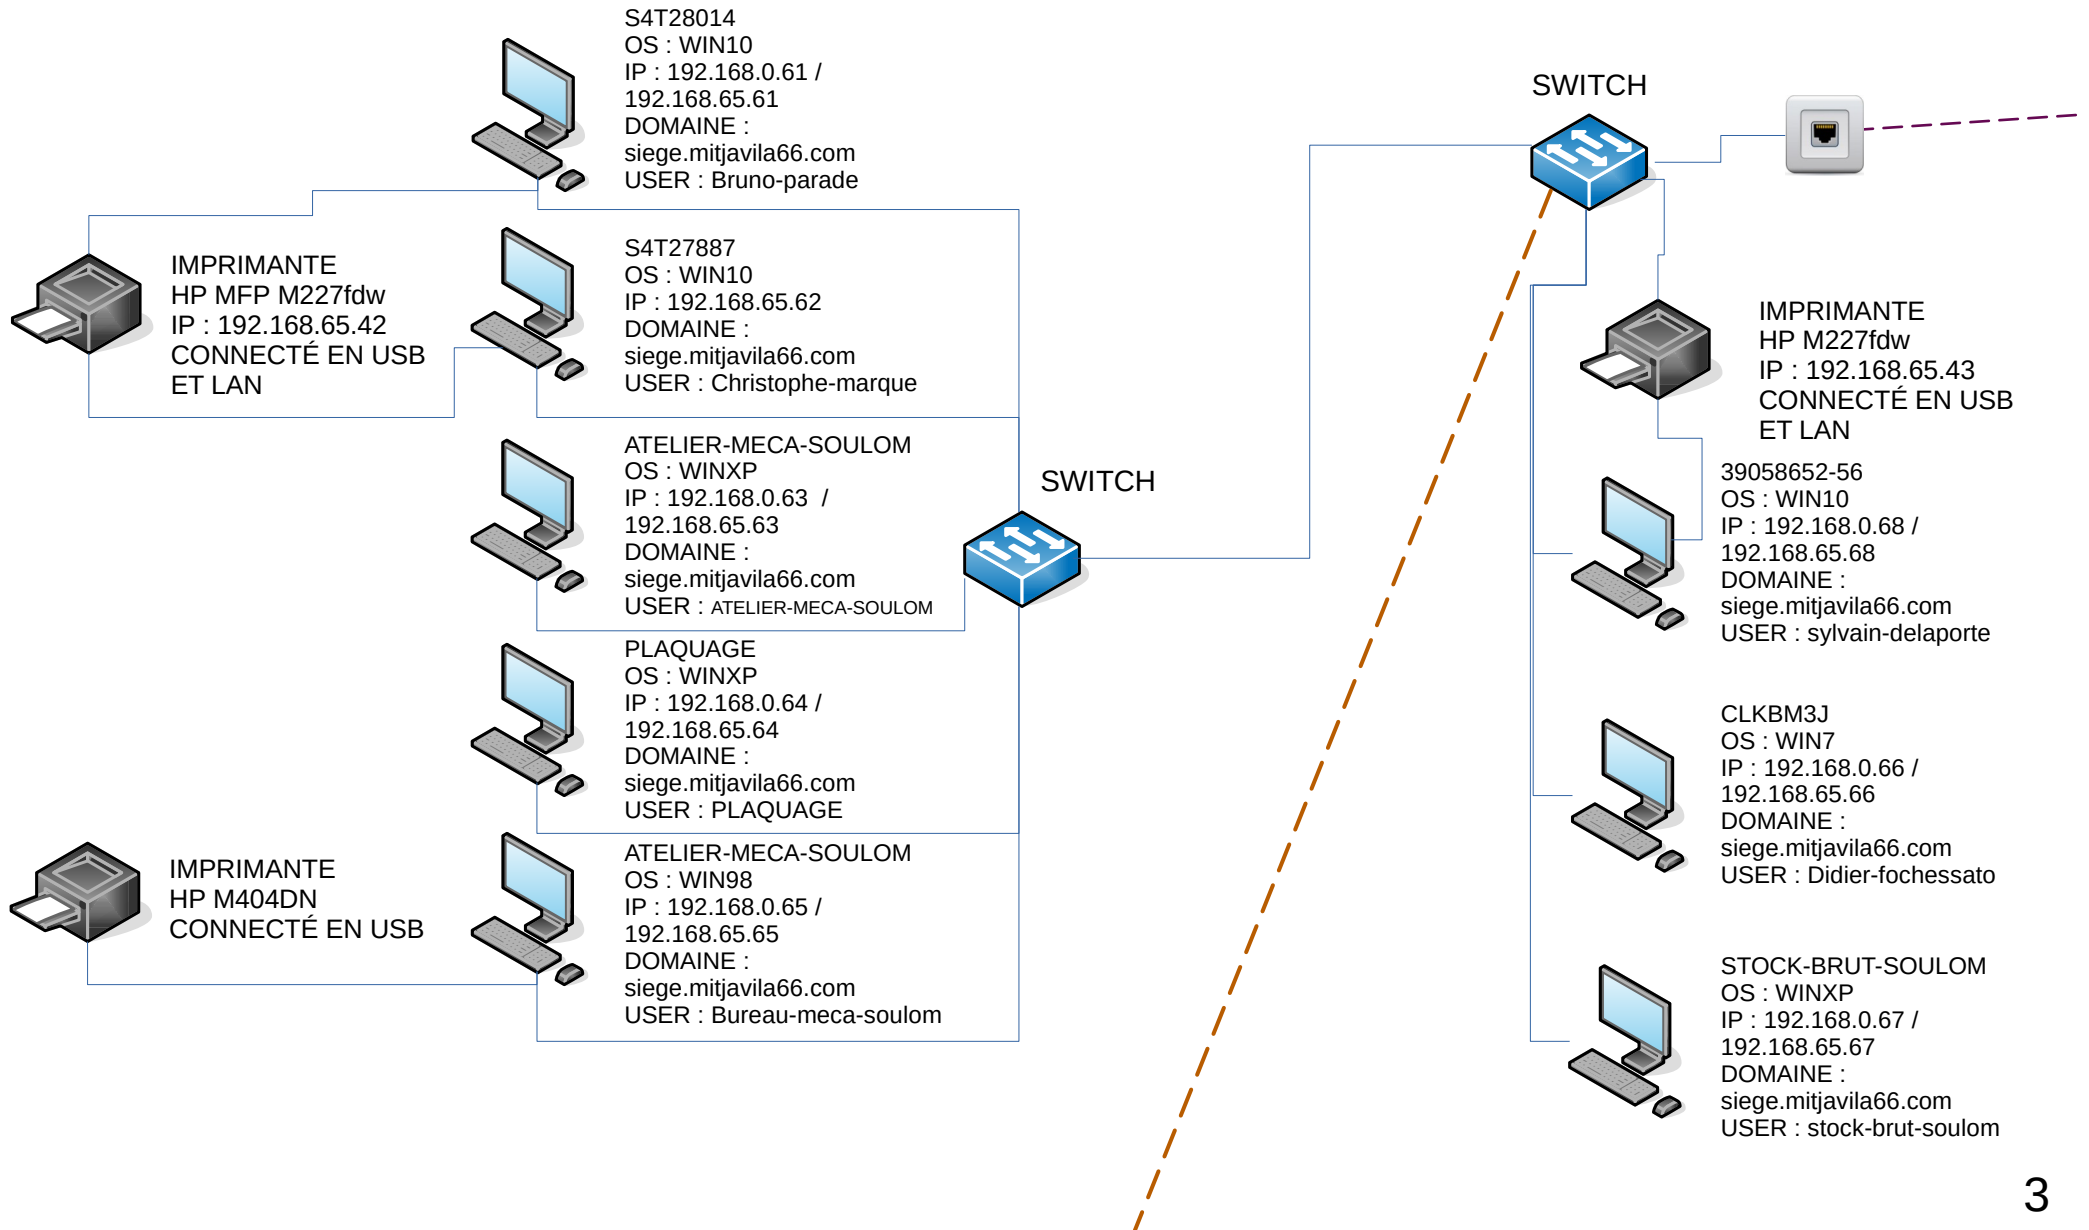 S4T28014
OS : WIN10
IP : 192.168.0.61 /
192.168.65.61
DOMAINE :
siege.mitjavila66.com
USER : Bruno-parade
IMPRIMANTE
HP MFP M227fdw
IP : 192.168.65.42
CONNECTÉ EN USB
ET LAN
S4T27887
OS : WIN10
IP : 192.168.65.62
DOMAINE :
siege.mitjavila66.com
USER : Christophe-marque
ATELIER-MECA-SOULOM
OS : WINXP
IP : 192.168.0.63  /
192.168.65.63
DOMAINE :
siege.mitjavila66.com
USER : ATELIER-MECA-SOULOM
SWITCH
PLAQUAGE
OS : WINXP
IP : 192.168.0.64 /
192.168.65.64
DOMAINE :
siege.mitjavila66.com
USER : PLAQUAGE
IMPRIMANTE
HP M404DN
CONNECTÉ EN USB
ATELIER-MECA-SOULOM
OS : WIN98
IP : 192.168.0.65 /
192.168.65.65
DOMAINE :
siege.mitjavila66.com
USER : Bureau-meca-soulom
SWITCH
IMPRIMANTE
HP M227fdw
IP : 192.168.65.43
CONNECTÉ EN USB
ET LAN
39058652-56
OS : WIN10
IP : 192.168.0.68 /
192.168.65.68
DOMAINE :
siege.mitjavila66.com
USER : sylvain-delaporte
CLKBM3J
OS : WIN7
IP : 192.168.0.66 /
192.168.65.66
DOMAINE :
siege.mitjavila66.com
USER : Didier-fochessato
STOCK-BRUT-SOULOM
OS : WINXP
IP : 192.168.0.67 /
192.168.65.67
DOMAINE :
siege.mitjavila66.com
USER : stock-brut-soulom
3